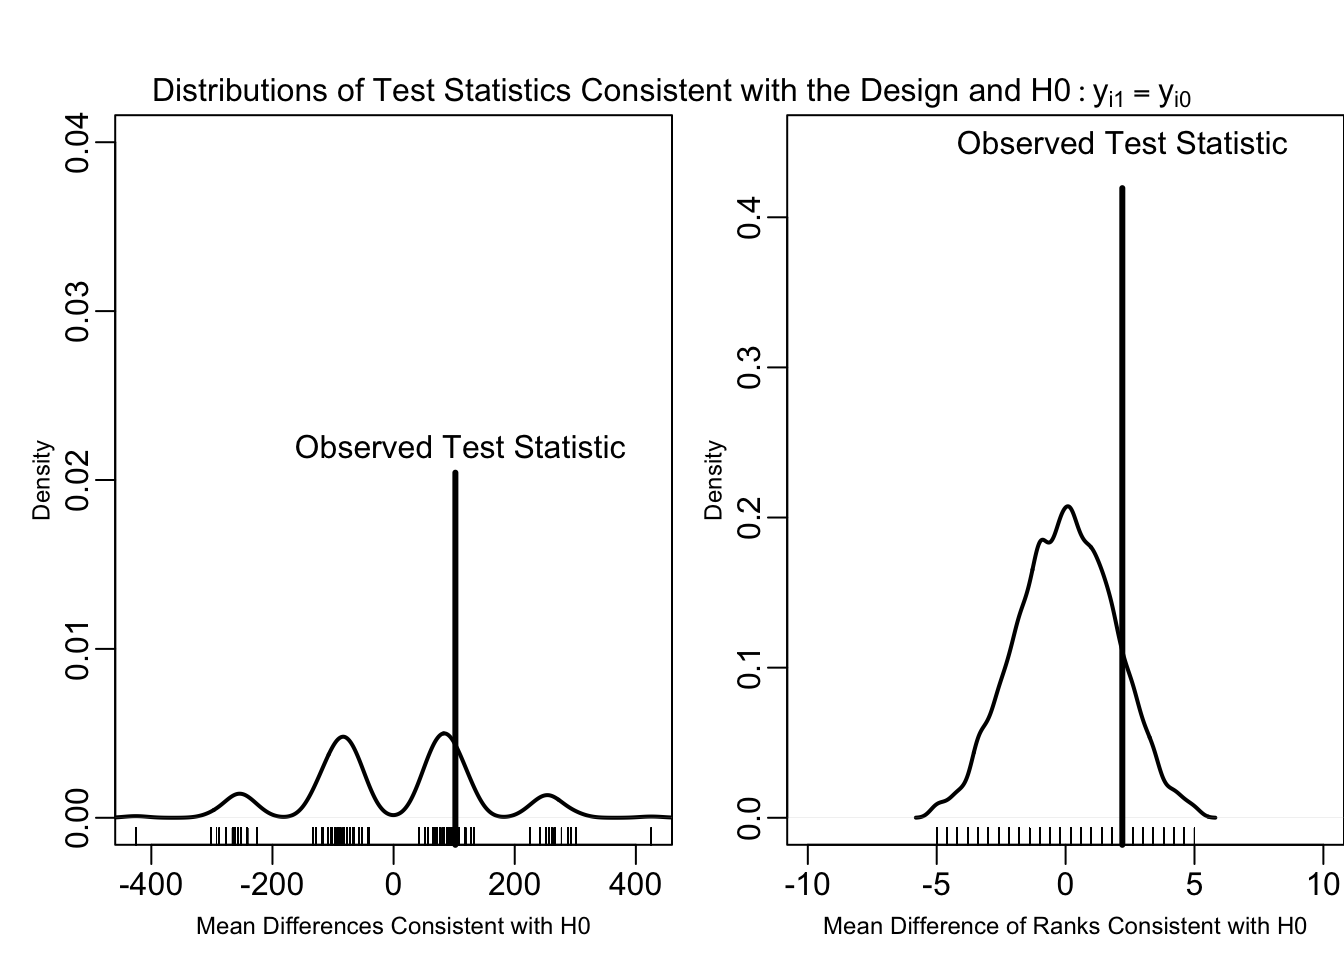 Distributions of Test Statistics Consistent with the Design and H0 : yi1 = yi0
Observed Test Statistic
Density
0.00
0.01
0.02
0.03
0.04
-400
-200
0
200
400
Mean Differences Consistent with H0
Observed Test Statistic
Density
0.0
0.1
0.2
0.3
0.4
-10
-5
0
5
10
Mean Difference of Ranks Consistent with H0